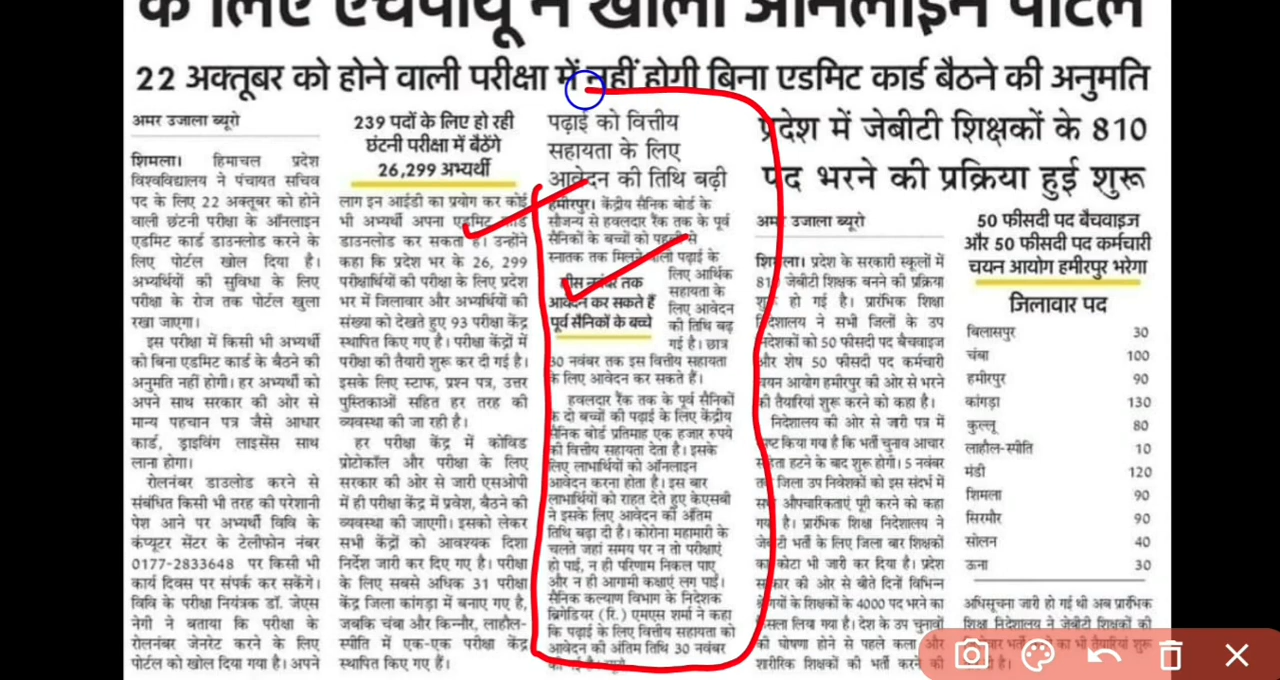 के लिए एचपीयू ने खोला ऑनलाइन पोर्टल
22 अक्तूबर को होने वाली परीक्षा में नहीं होगी बिना एडमिट कार्ड बैठने की अनुमति
अमर उजाला ब्यूरो
शिमला। हिमाचल प्रदेश
विश्वविद्यालय ने पंचायत सचिव
पद के लिए 22 अक्तूबर को होने
वाली छंटनी परीक्षा के ऑनलाइन
एडमिट कार्ड डाउनलोड करने के
लिए पोर्टल खोल दिया है।
अभ्यर्थियों की सुविधा के लिए
परीक्षा के रोज तक पोर्टल खुला
रखा जाएगा।
इस परीक्षा में किसी भी अभ्यर्थी
को बिना एडमिट कार्ड के बैठने की
अनुमति नहीं होगी। हर अभ्यर्थी को
अपने साथ सरकार की ओर से
मान्य पहचान पत्र जैसे आधार
कार्ड, ड्राइविंग लाइसेंस साथ
लाना होगा।
रोलनंबर डाउलोड करने से
संबंधित किसी भी तरह की परेशानी
पेश आने पर अभ्यर्थी विवि के
कंप्यूटर सेंटर के टेलीफोन नंबर
0177-2833648 पर किसी भी
कार्य दिवस पर संपर्क कर सकेंगे।
विवि के परीक्षा नियंत्रक डॉ. जेएस
नेगी ने बताया कि परीक्षा के
रोलनंबर जेनरेट करने के लिए
पोर्टल को खोल दिया गया है। अपने
239 पदों के लिए हो रही
छंटनी परीक्षा में बैठेंगे
26,299 अभ्यर्थी
लाग इन आईडी का प्रयोग कर कोई
भी अभ्यर्थी अपना एडमिट कार्ड
डाउनलोड कर सकता है। उन्होंने
कहा कि प्रदेश भर के 26, 299
परीक्षार्थियों की परीक्षा के लिए प्रदेश
भर में जिलावार और अभ्यर्थियों की
संख्या को देखते हुए 93 परीक्षा केंद्र
स्थापित किए गए हैं। परीक्षा केंद्रों में
परीक्षा की तैयारी शुरू कर दी गई है।
इसके लिए स्टाफ, प्रश्न पत्र, उत्तर
पुस्तिकाओं सहित हर तरह की
व्यवस्था की जा रही है।
हर परीक्षा केंद्र में कोविड
प्रोटोकॉल और परीक्षा के लिए
सरकार की ओर से जारी एसओपी
में ही परीक्षा केंद्र में प्रवेश, बैठने की
व्यवस्था की जाएगी। इसको लेकर
सभी केंद्रों को आवश्यक दिशा
निर्देश जारी कर दिए गए है। परीक्षा
के लिए सबसे अधिक 31 परीक्षा
केंद्र जिला कांगड़ा में बनाए गए है,
जबकि चंबा और किन्नौर, लाहौल-
स्पीति में एक-एक परीक्षा केंद्र
स्थापित किए गए हैं।
पढ़ाई को वित्तीय
सहायता के लिए
आवेदन की तिथि बढ़ी
हमीरपुर। केंद्रीय सैनिक बोर्ड के
सौजन्य से हवलदार रैंक तक के पूर्व
सैनिकों के बच्चों को पहली से
स्नातक तक मिलने वाली पढ़ाई के
तीस नवंबर तक
आवेदन कर सकते हैं
पूर्व सैनिकों के बच्चे
लिए आर्थिक
सहायता के
लिए आवेदन
की तिथि बढ़
गई है। छात्र
30 नवंबर तक इस वित्तीय सहायता
के लिए आवेदन कर सकते हैं।
हवलदार रैंक तक के पूर्व सैनिकों
के दो बच्चों की पढ़ाई के लिए केंद्रीय
सैनिक बोर्ड प्रतिमाह एक हजार रुपये
की वित्तीय सहायता देता है। इसके
लिए लाभार्थियों को ऑनलाइन
आवेदन करना होता है। इस बार
लाभार्थियों को राहत देते हुए केएसबी
ने इसके लिए आवेदन की अंतिम
तिथि बढ़ा दी है। कोरोना महामारी के
चलते जहां समय पर न तो परीक्षाएं
हो पाई, न ही परिणाम निकल पाए
और न ही आगामी कक्षाएं लग पाई।
सैनिक कल्याण विभाग के निदेशक
ब्रिगेडियर (रि.) एमएस शर्मा ने कहा
कि पढ़ाई के लिए वित्तीय सहायता को
आवेदन की अंतिम तिथि 30 नवंबर
प्रदेश में जेबीटी शिक्षकों के 810
पद भरने की प्रक्रिया हुई शुरू
अमर उजाला ब्यूरो
शिमला। प्रदेश के सरकारी स्कूलों में
810 जेबीटी शिक्षक बनने की प्रक्रिया
शुरू हो गई है। प्रारंभिक शिक्षा
निदेशालय ने सभी जिलों के उप
निदेशकों को 50 फीसदी पद बैचवाइज
और शेष 50 फीसदी पद कर्मचारी
चयन आयोग हमीरपुर की ओर से भरने
की तैयारियां शुरू करने को कहा है।
निदेशालय की ओर से जारी पत्र में
स्पष्ट किया गया है कि भर्ती चुनाव आचार
संहिता हटने के बाद शुरू होगी। 5 नवंबर
तक जिला उप निवेशकों को इस संदर्भ में
सभी औपचारिकताएं पूरी करने को कहा
गया है। प्रारंभिक शिक्षा निदेशालय ने
जेबीटी भर्ती के लिए जिला बार शिक्षकों
का कोटा भी जारी कर दिया है। प्रदेश
सरकार की ओर से बीते दिनों विभिन्न
श्रेणियों के शिक्षकों के 4000 पद भरने का
फैसला लिया गया है। देश के उप चुनावों
की घोषणा होने से पहले कला और
शारीरिक शिक्षकों की भर्ती करने की
50 फीसदी पद बैचवाइज
और 50 फीसदी पद कर्मचारी
चयन आयोग हमीरपुर भरेगा
जिलावार पद
बिलासपुर 30
चंबा 100
हमीरपुर 90
कांगड़ा 130
कुल्लू 80
लाहौल-स्पीति 10
मंडी 120
शिमला 90
सिरमौर 90
सोलन 40
ऊना 30
अधिसूचना जारी हो गई थी अब प्रारंभिक
शिक्षा निदेशालय ने जेबीटी शिक्षकों की